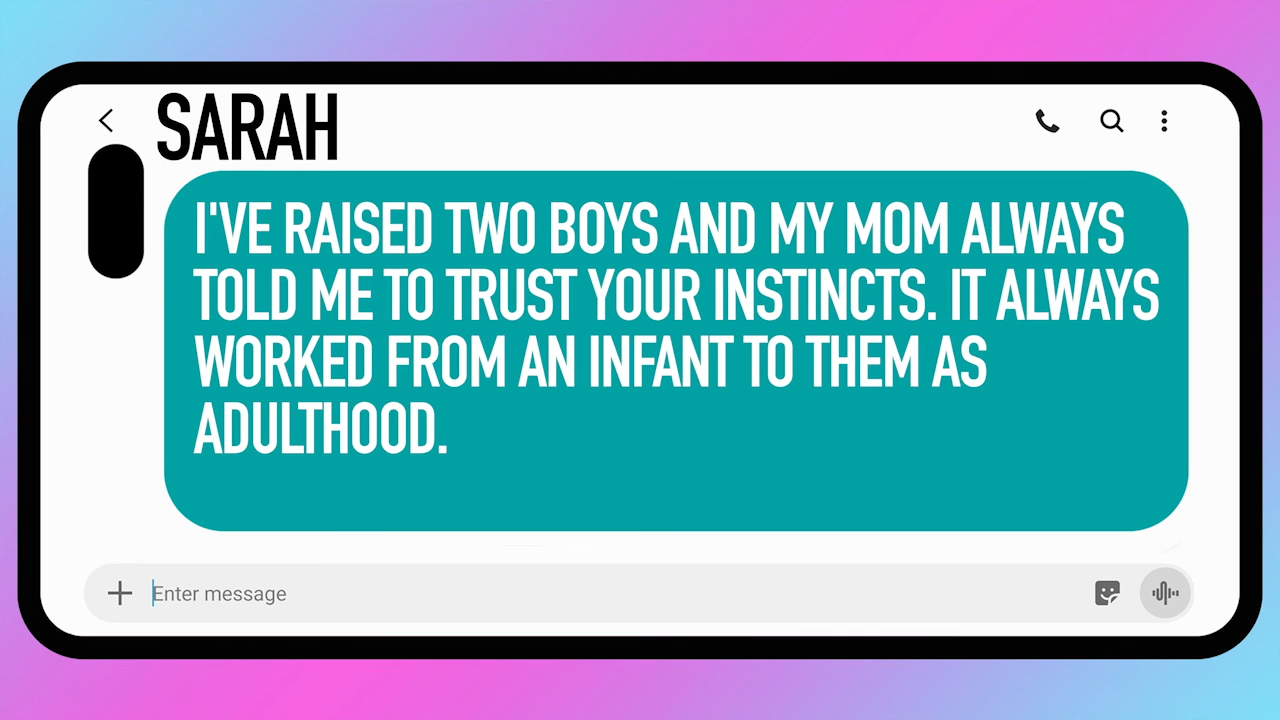 SARAH
I'VE RAISED TWO BOYS AND MY MOM ALWAYS
TOLD ME TO TRUST YOUR INSTINCTS. IT ALWAYS
WORKED FROM AN INFANT TO THEM AS
ADULTHOOD.
Enter message